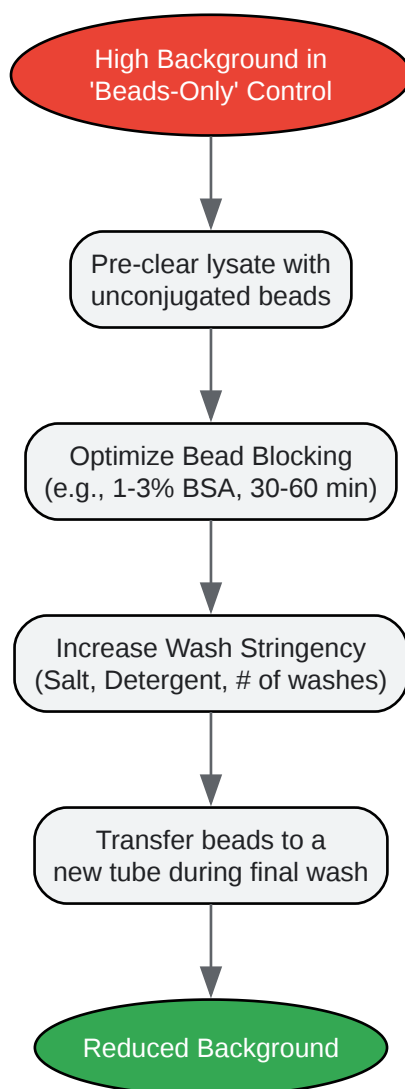 High Background in
'Beads-Only' Control
Pre-clear lysate with
unconjugated beads
Optimize Bead Blocking
(e.g., 1-3% BSA, 30-60 min)
Increase Wash Stringency
(Salt, Detergent, # of washes)
Transfer beads to a
new tube during final wash
Reduced Background